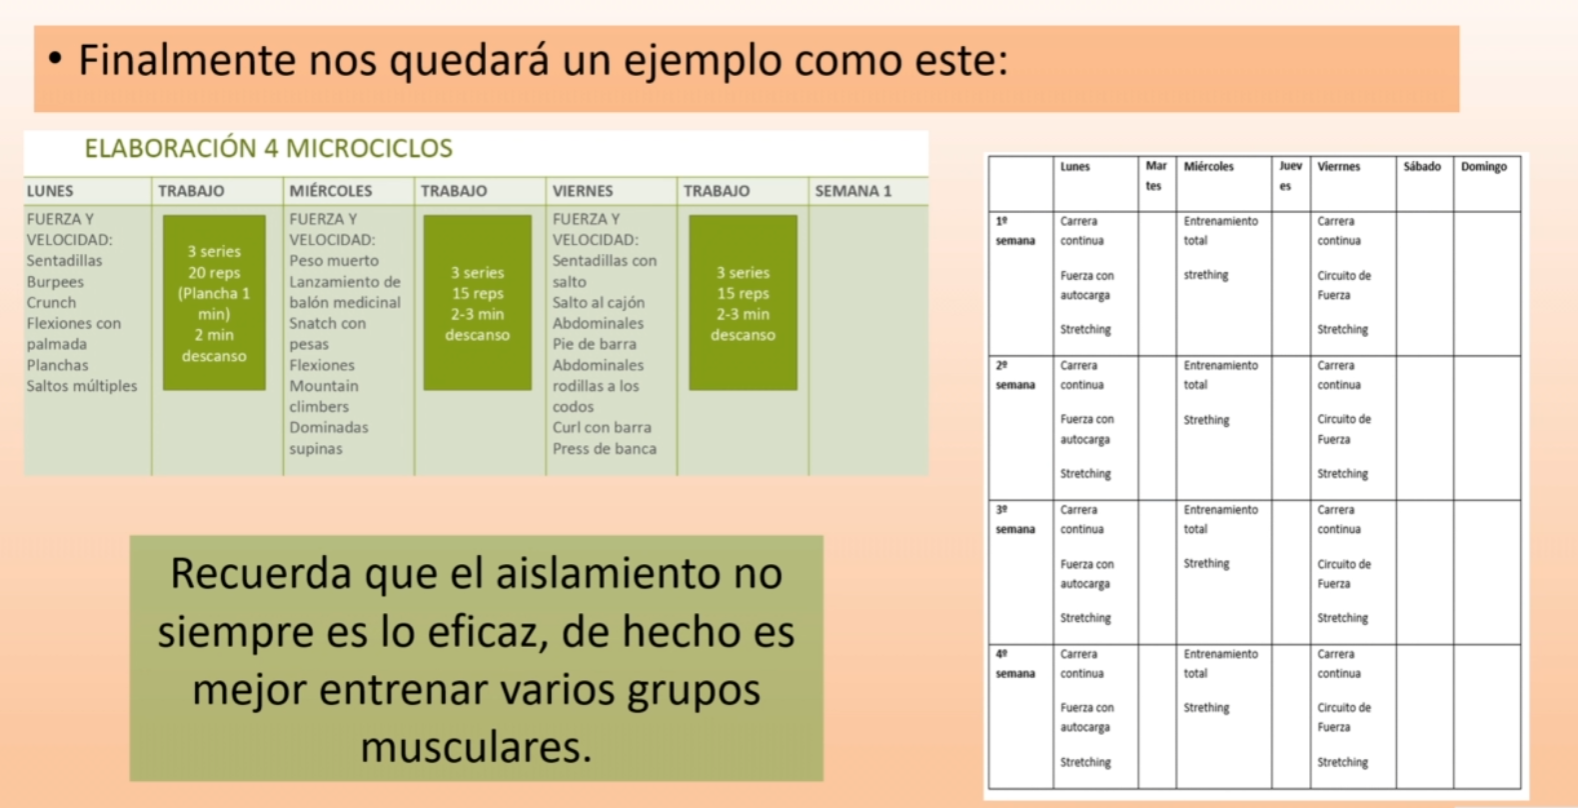 • Finalmente nos quedará un ejemplo como este:
ELABORACIÓN 4 MICROCICLOS
LUNES
TRABAJO
MIÉRCOLES
TRABAJO
VIERNES
TRABAJO
SEMANA 1
FUERZA Y
VELOCIDAD:
Sentadillas
Burpees
Crunch
Flexiones con
palmada
Planchas
Saltos múltiples
3 series
20 reps
(Plancha 1
min)
2 min
descanso
FUERZA Y
VELOCIDAD:
Peso muerto
Lanzamiento de
balón medicinal
Snatch con
pesas
Flexiones
Mountain
climbers
Dominadas
supinas
3 series
15 reps
2-3 min
descanso
FUERZA Y
VELOCIDAD:
Sentadillas con
salto
Salto al cajón
Abdominales
Pie de barra
Abdominales
rodillas a los
codos
Curl con barra
Press de banca
3 series
15 reps
2-3 min
descanso
Recuerda que el aislamiento no
siempre es lo eficaz, de hecho es
mejor entrenar varios grupos
musculares.
Lunes
Mar
tes
Miércoles
Juev
es
Vierrnes
Sábado
Domingo
1º
semana
Carrera
continua
Fuerza con
autocarga
Stretching
Entrenamiento
total
strething
Carrera
continua
Circuito de
Fuerza
Stretching
2º
semana
Carrera
continua
Fuerza con
autocarga
Stretching
Entrenamiento
total
Strething
Carrera
continua
Circuito de
Fuerza
Stretching
3º
semana
Carrera
continua
Fuerza con
autocarga
Stretching
Entrenamiento
total
Strething
Carrera
continua
Circuito de
Fuerza
Stretching
4º
semana
Carrera
continua
Fuerza con
autocarga
Stretching
Entrenamiento
total
Strething
Carrera
continua
Circuito de
Fuerza
Stretching